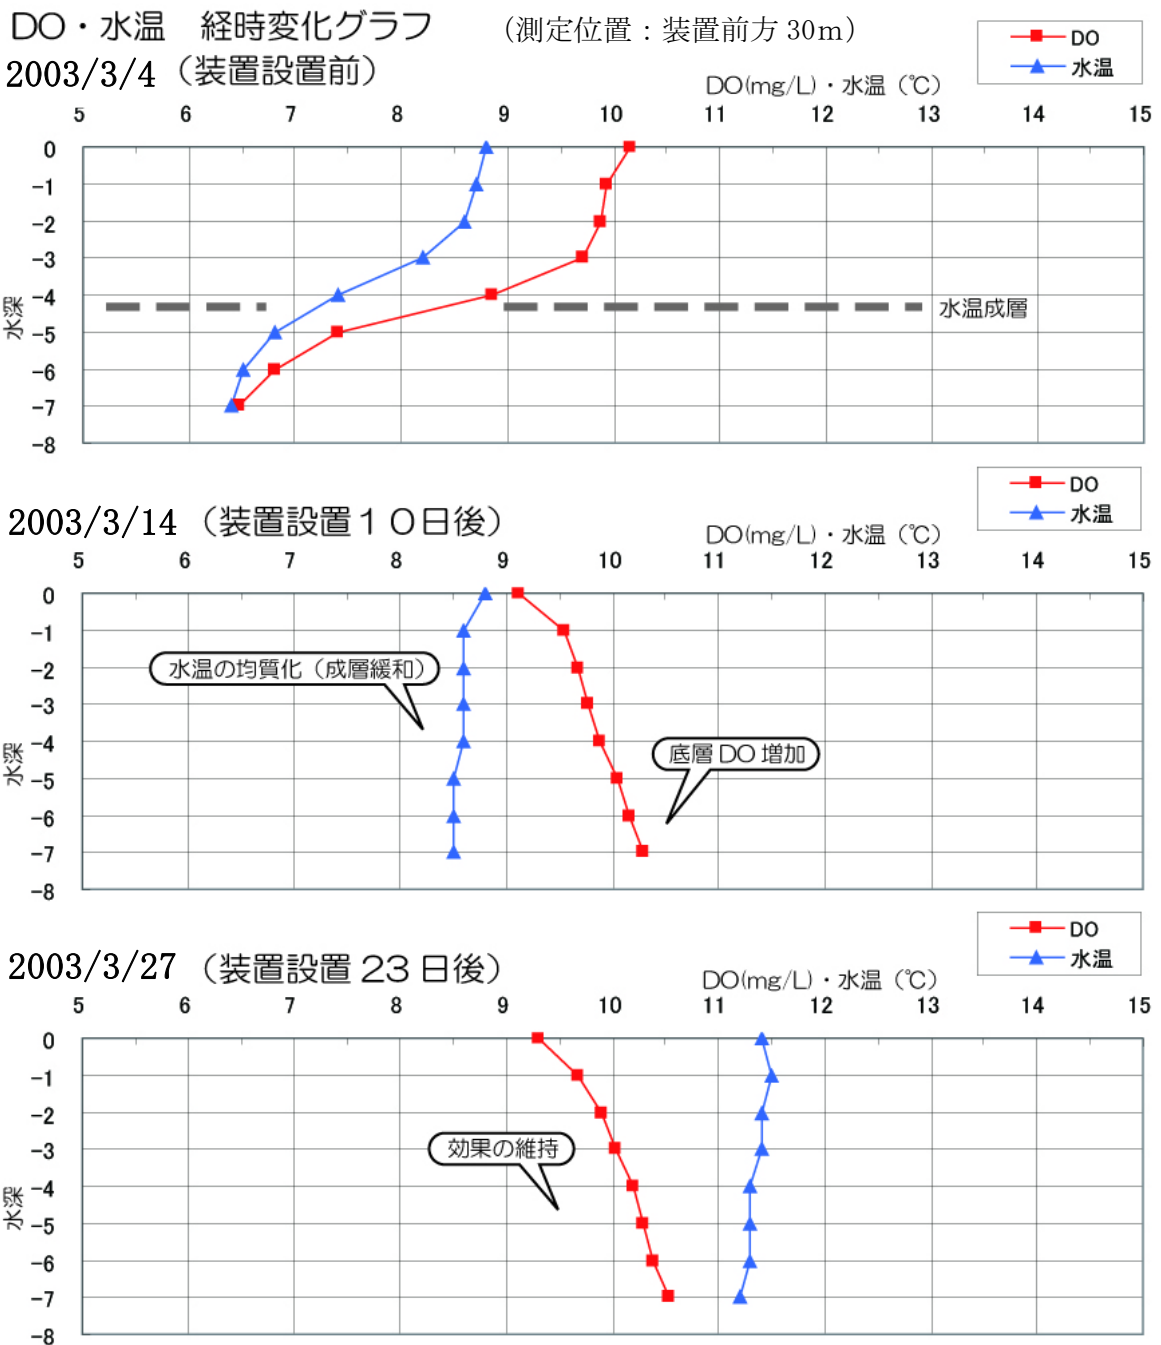 DO・水温　経時変化グラフ　（測定位置：装置前方 30m）
DO
水温
2003/3/4（装置設置前）
DO(mg/L)・水温（℃）
5 6 7 8 9 10 11 12 13 14 15
0
-1
-2
-3
-4
-5
-6
-7
-8
水深
水温成層
DO
水温
2003/3/14（装置設置１０日後）
DO(mg/L)・水温（℃）
5 6 7 8 9 10 11 12 13 14 15
0
-1
-2
-3
-4
-5
-6
-7
-8
水深
水温の均質化（成層緩和）
底層 DO 増加
DO
水温
2003/3/27（装置設置 23 日後）
DO(mg/L)・水温（℃）
5 6 7 8 9 10 11 12 13 14 15
0
-1
-2
-3
-4
-5
-6
-7
-8
水深
効果の維持